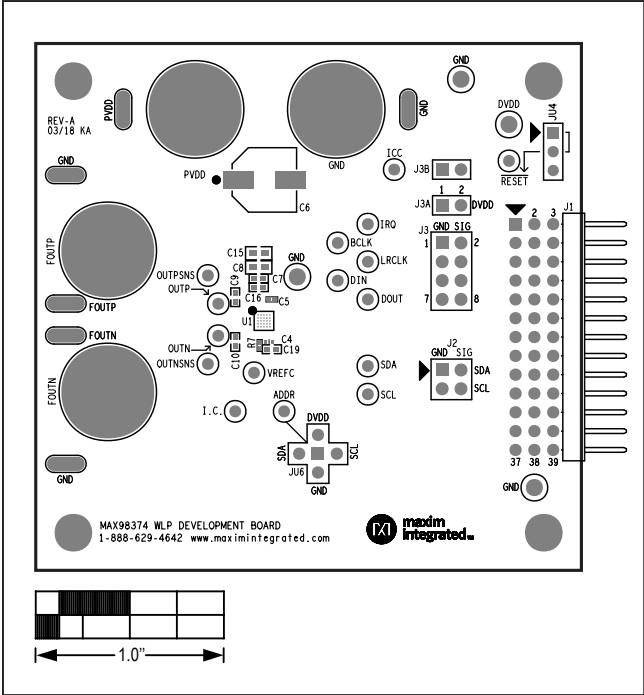 GND
DVDD
JU4
REV-A
03/18 KA
PVDD
GND
GND
GND
PVDD
C6
ICC
J3B
RESET
1 2
J3A DVDD
J3 GND SIG
1 2
7 8
J1
2 3
IRQ
BCLK
LRCLK
DIN
DOUT
FOUTP
OUTPSNS
OUTP
C15
C8
C7
C9
C16
C5
GND
FOUTP
U1
FOUTN
OUTN
OUTNSNS
C10
R7
C4
C19
VREFC
J2
GND SIG
SDA
SCL
SDA
SCL
FOUTN
I.C.
ADDR
DVDD
SDA
SCL
JU6
GND
37 38 39
GND
GND
MAX98374 WLP DEVELOPMENT BOARD
1-888-629-4642 www.maximintegrated.com
maxim
integrated™
1.0"